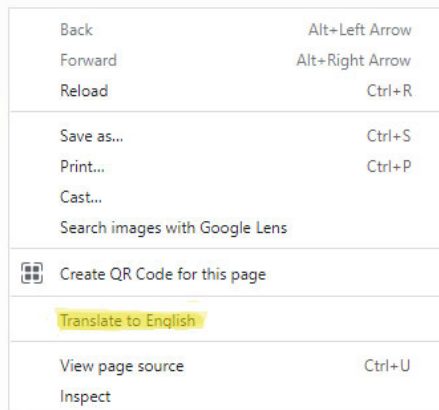 Back Alt+Left Arrow
Forward Alt+Right Arrow
Reload Ctrl+R
Save as... Ctrl+S
Print... Ctrl+P
Cast...
Search images with Google Lens
Create QR Code for this page
Translate to English
View page source Ctrl+U
Inspect